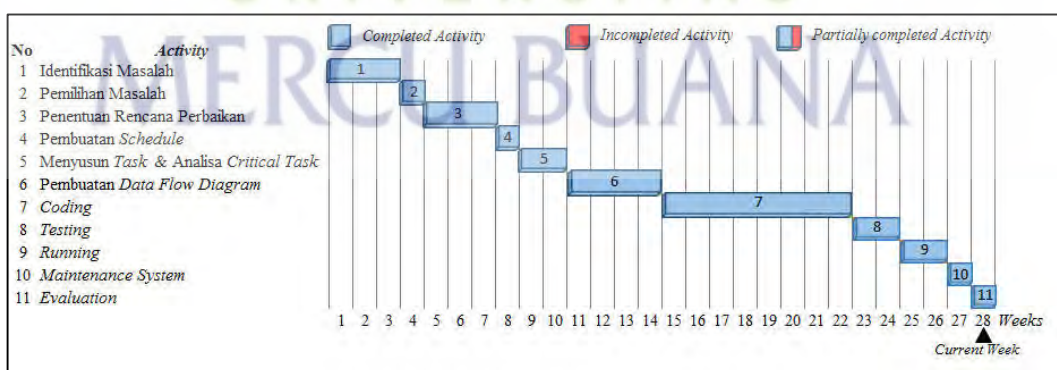 Completed Activity Incompleted Activity Partially completed Activity
No Activity
MERCU BUANA
1 Identifikasi Masalah 1
2 Pemilihan Masalah 2
3 Penentuan Rencana Perbaikan 3
4 Pembuatan Schedule 4
5 Menyusun Task & Analisa Critical Task 5
6 Pembuatan Data Flow Diagram 6
7 Coding 7
8 Testing 8
9 Running 9
10 Maintenance System 10
11 Evaluation 11
1 2 3 4 5 6 7 8 9 10 11 12 13 14 15 16 17 18 19 20 21 22 23 24 25 26 27 28 Weeks
Current Week